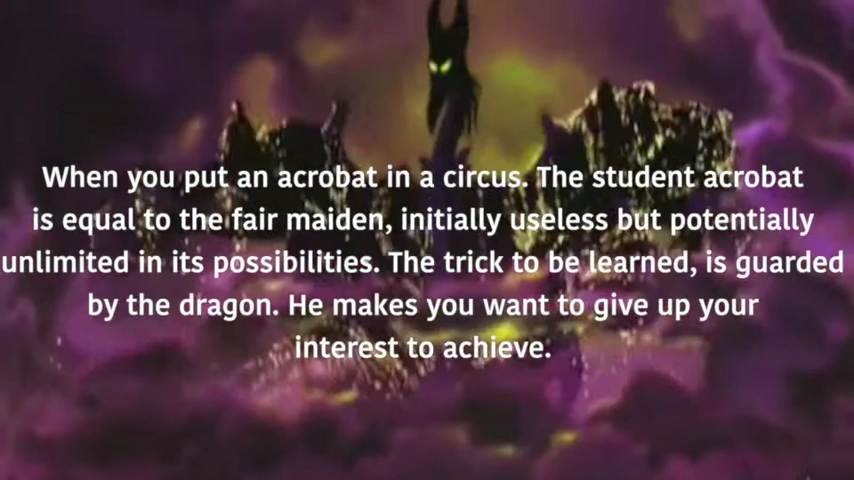 When you put an acrobat in a circus. The student acrobat
is equal to the fair maiden, initially useless but potentially
unlimited in its possibilities. The trick to be learned, is guarded
by the dragon. He makes you want to give up your
interest to achieve.